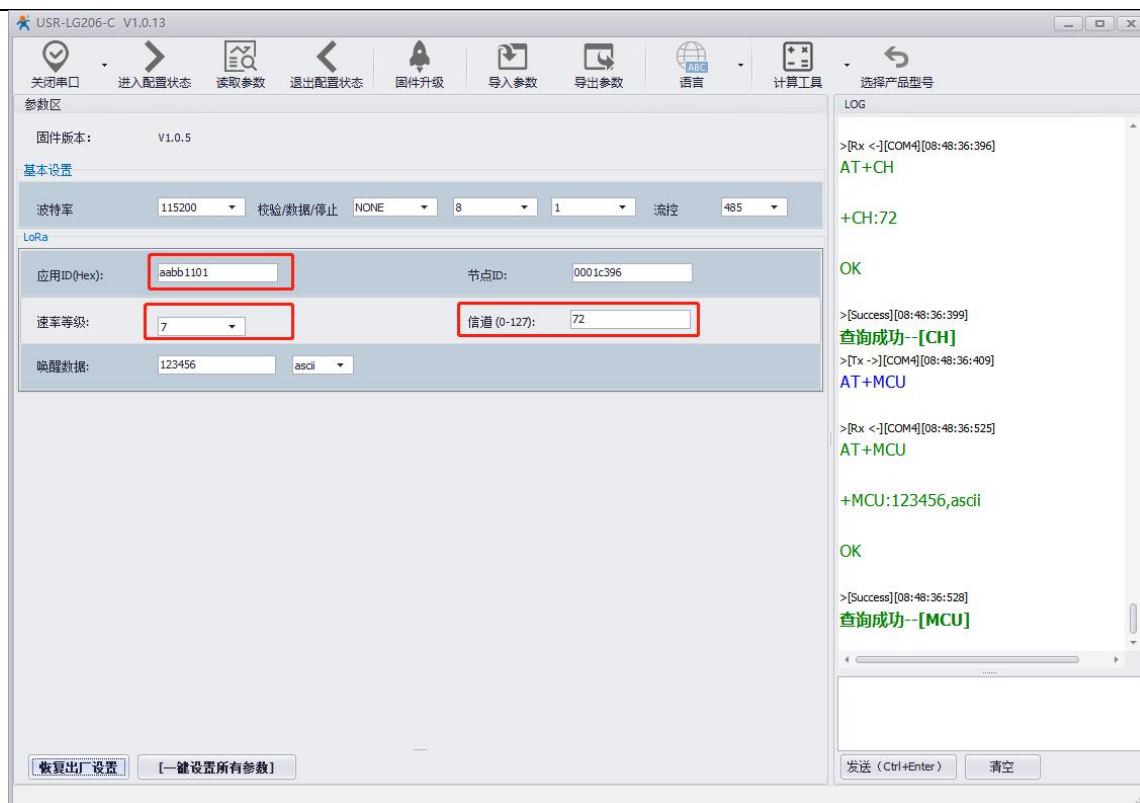 USR-LG206-C V1.0.13
关闭串口 进入配置状态 读取参数 退出配置状态 固件升级 导入参数 导出参数 ABC 语言 计算工具 选择产品型号
参数区
固件版本: V1.0.5
基本设置
波特率 115200 校验/数据/停止 NONE 8 1 流控 485
LoRa
应用ID(Hex): aabb1101 节点ID: 0001c396
速率等级: 7 信道 (0-127): 72
唤醒数据: 123456 ascii
恢复出厂设置 [一键设置所有参数]
LOG
>[Rx <-][COM4][08:48:36:396]
AT+CH
+CH:72
OK
>[Success][08:48:36:399]
查询成功--[CH]
>[Tx ->][COM4][08:48:36:409]
AT+MCU
>[Rx <-][COM4][08:48:36:525]
AT+MCU
+MCU:123456,ascii
OK
>[Success][08:48:36:528]
查询成功--[MCU]
发送（Ctrl+Enter） 清空